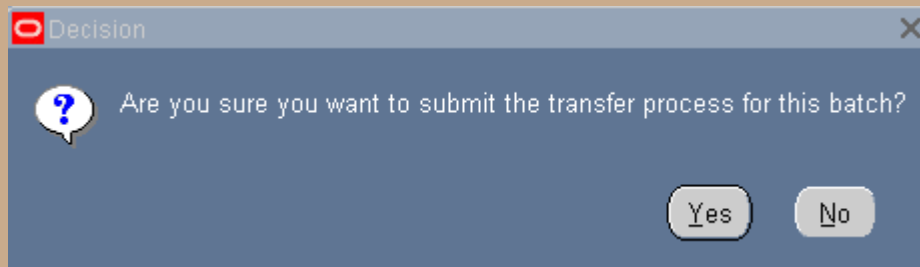 Decision
Are you sure you want to submit the transfer process for this batch?
Yes No